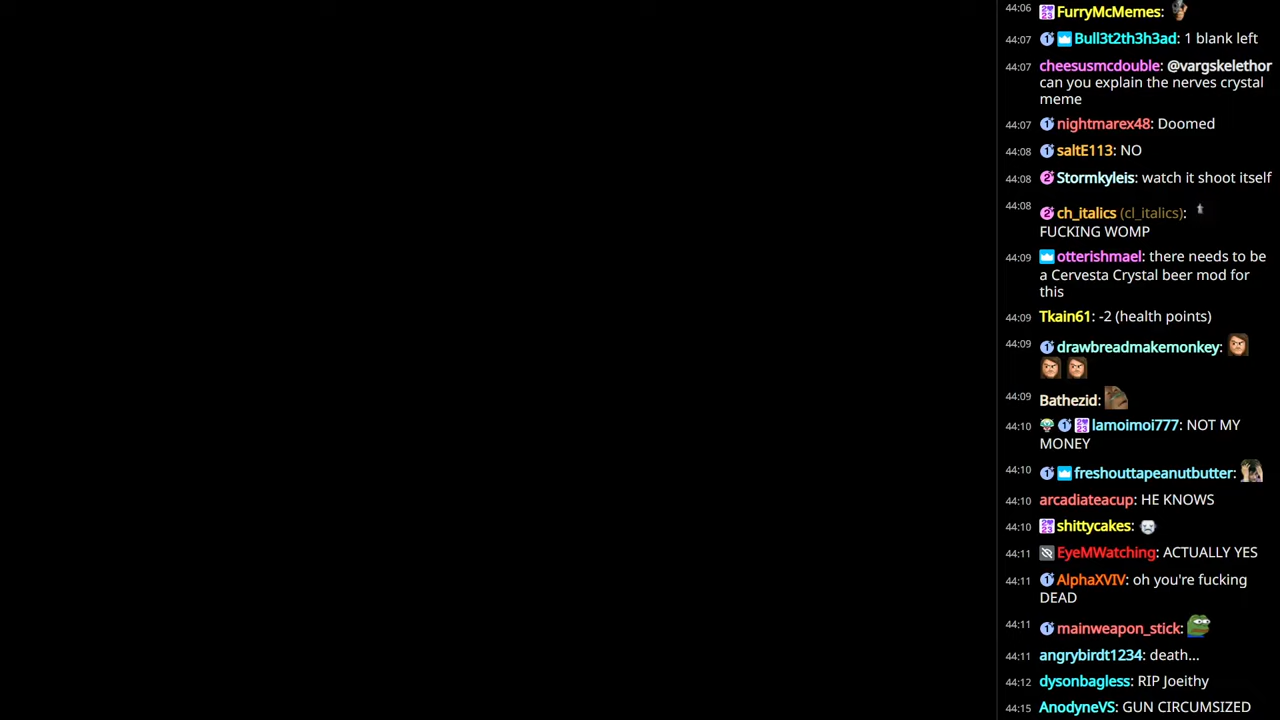 44:06 FurryMcMemes:
44:07 Bull3t2th3h3ad: 1 blank left
44:07 cheesusmcdouble: @vargskelethor
can you explain the nerves crystal
meme
44:07 nightmarex48: Doomed
44:08 saltE113: NO
44:08 Stormkyleis: watch it shoot itself
44:08 ch_italics (cl_italics):
FUCKING WOMP
44:09 otterishmael: there needs to be
a Cervesta Crystal beer mod for
this
44:09 Tkain61: -2 (health points)
44:09 drawbreadmakemonkey:
44:09 Bathezid:
44:10 lamoimoi777: NOT MY
MONEY
44:10 freshouttapeanutbutter:
44:10 arcadiateacup: HE KNOWS
44:10 shittycakes:
44:11 EyeMWatching: ACTUALLY YES
44:11 AlphaXVIV: oh you're fucking
DEAD
44:11 mainweapon_stick:
44:11 angrybirdt1234: death...
44:12 dysonbagless: RIP Joeithy
44:15 AnodyneVS: GUN CIRCUMSIZED